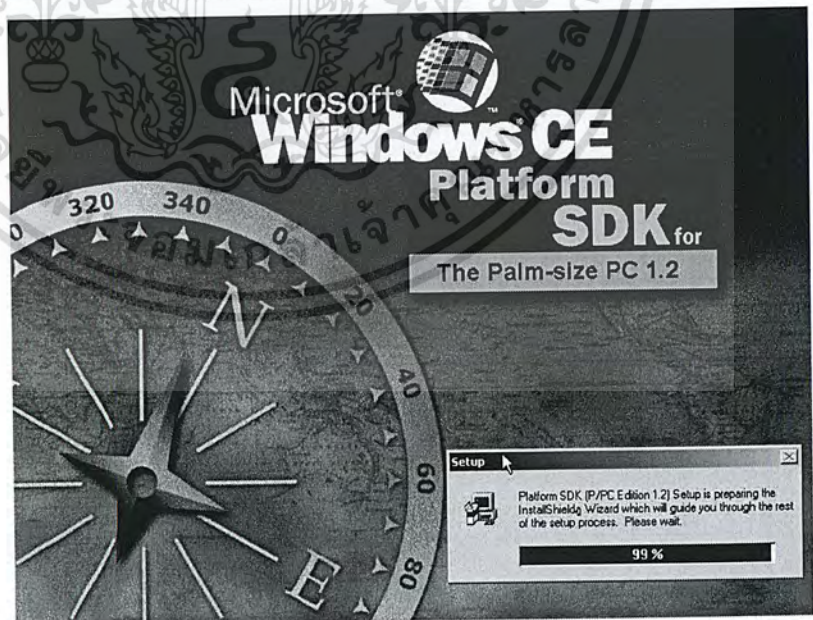 Microsoft®
Windows CE
Platform
SDK for
The Palm-size PC 1.2
320
340
0
20
40
60
80
N
E
Setup
Platform SDK (P/PC Edition 1.2) Setup is preparing the
InstallShield® Wizard which will guide you through the rest
of the setup process. Please wait.
99 %